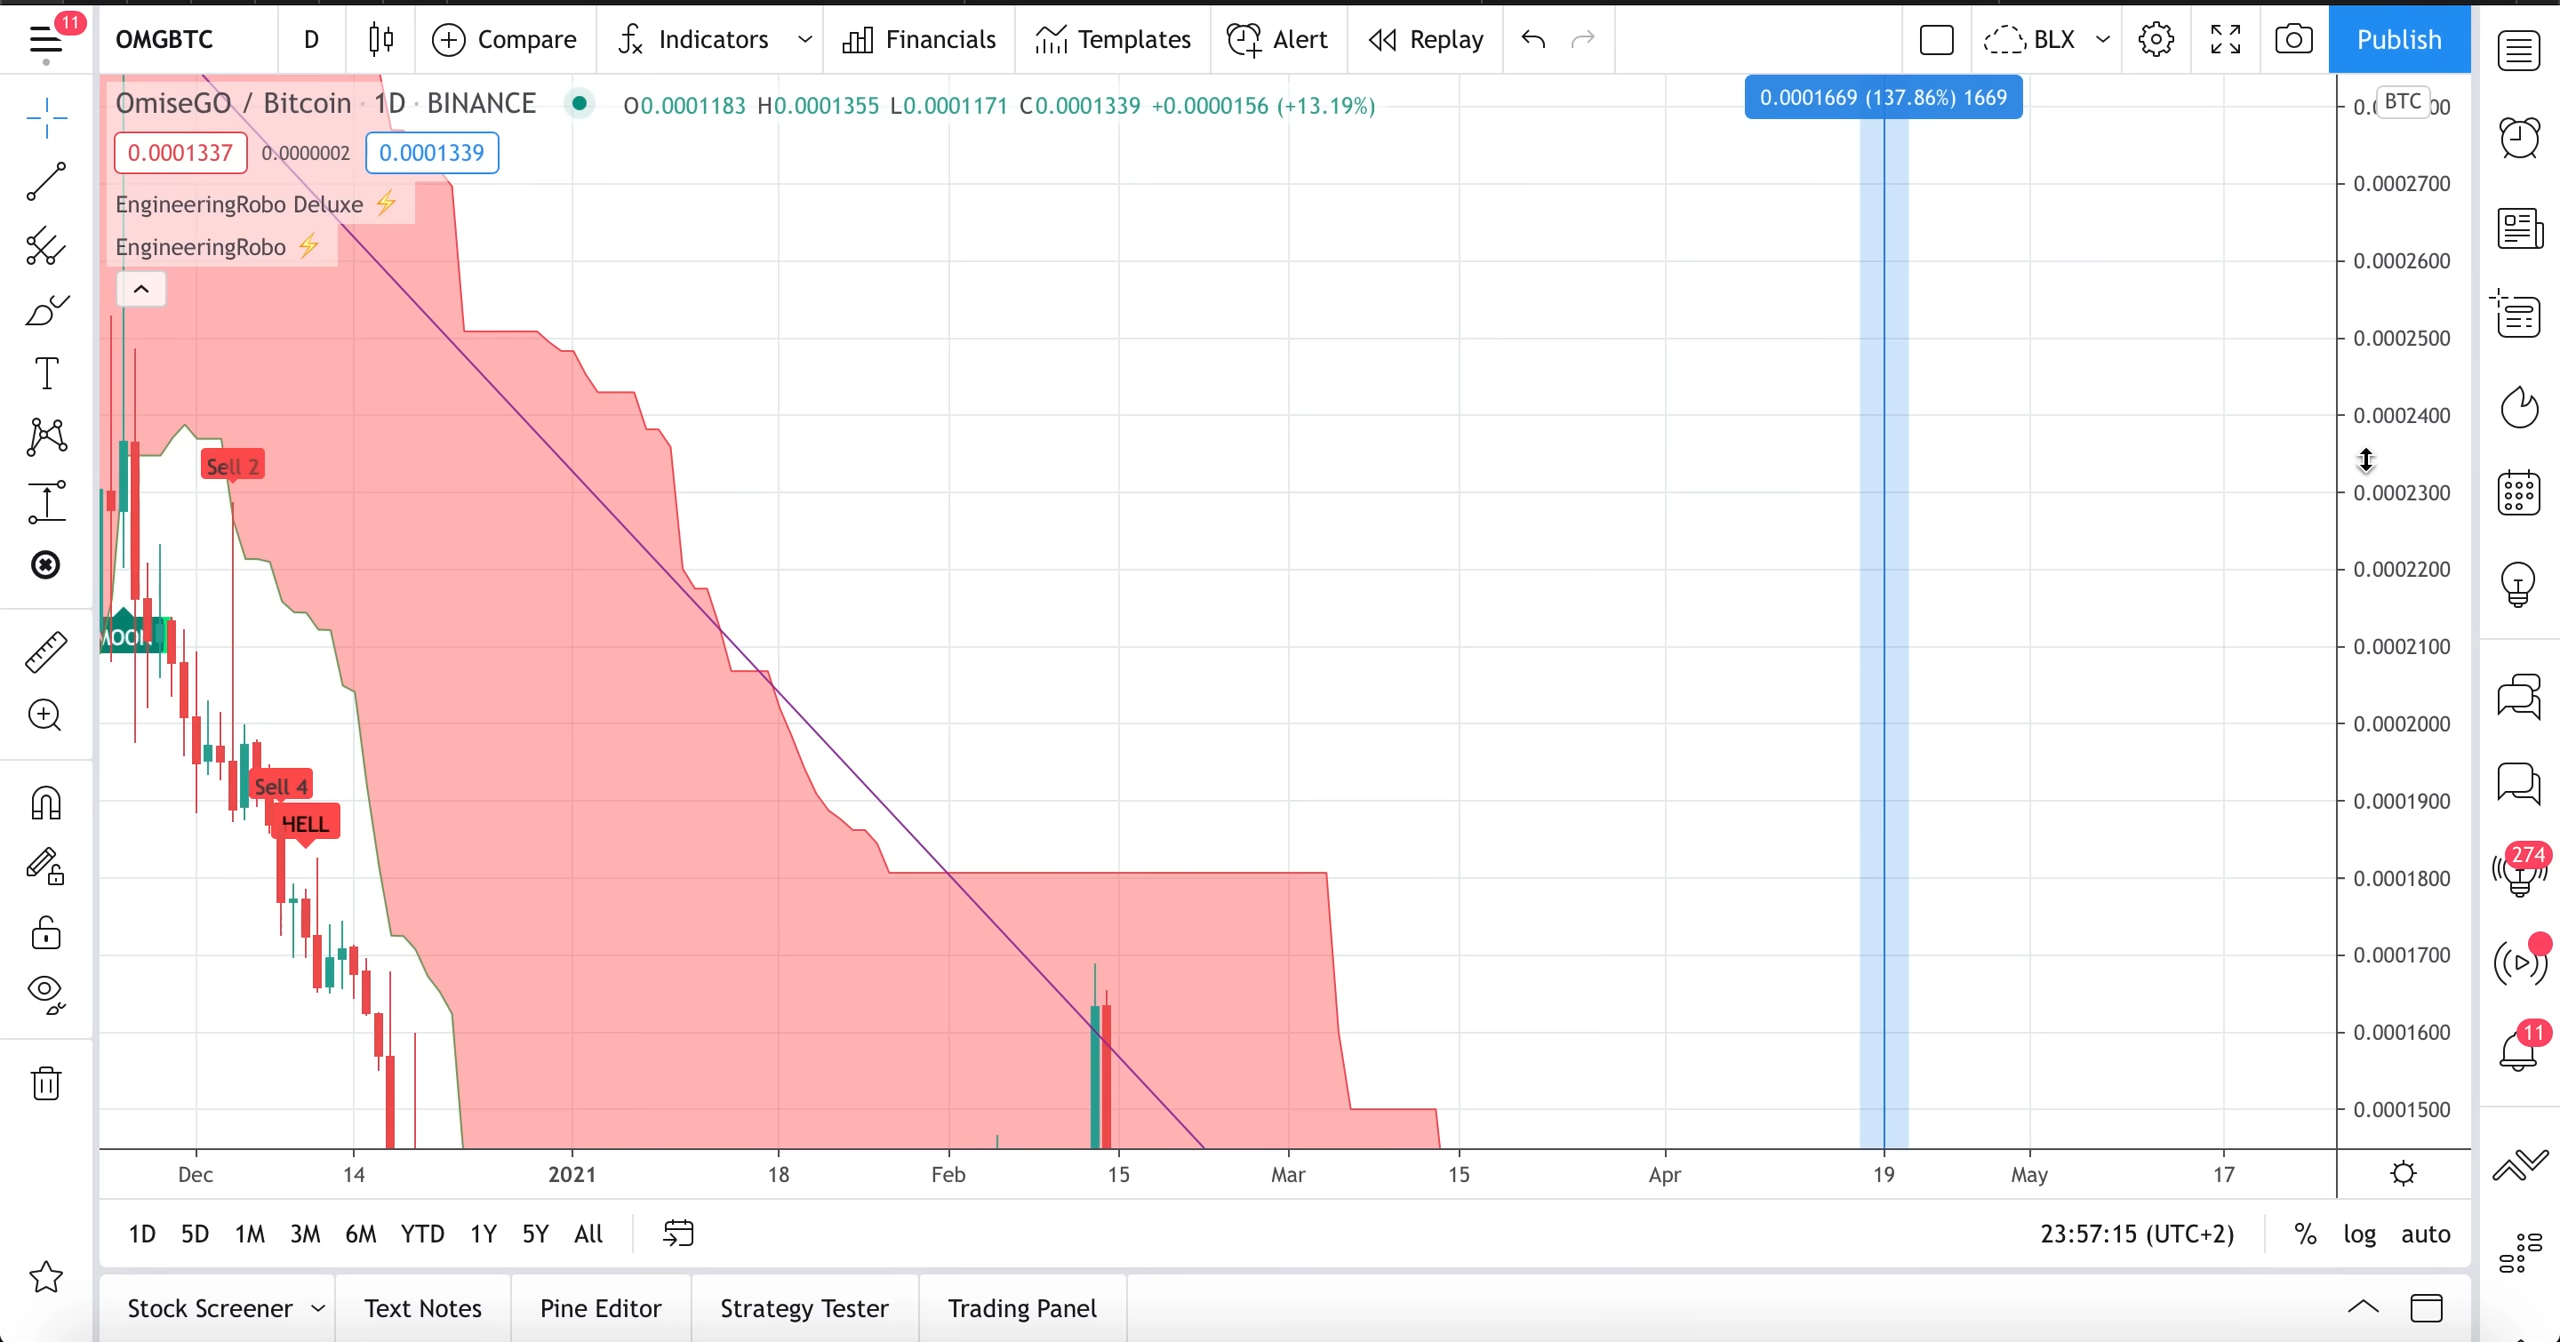 11
OMGBTC D Compare Indicators Financials Templates Alert Replay BLX Publish
OmiseGO / Bitcoin · 1D · BINANCE O0.0001183 H0.0001355 L0.0001171 C0.0001339 +0.0000156 (+13.19%)
0.0001669 (137.86%) 1669
BTC
0.0001337 0.0000002 0.0001339
EngineeringRobo Deluxe ⚡
EngineeringRobo ⚡
0.0002700
0.0002600
0.0002500
0.0002400
0.0002300
0.0002200
0.0002100
0.0002000
0.0001900
0.0001800
0.0001700
0.0001600
0.0001500
Sell 2
Sell 4
HELL
274
11
Dec 14 2021 18 Feb 15 Mar 15 Apr 19 May 17
1D 5D 1M 3M 6M YTD 1Y 5Y All 23:57:15 (UTC+2) % log auto
Stock Screener Text Notes Pine Editor Strategy Tester Trading Panel